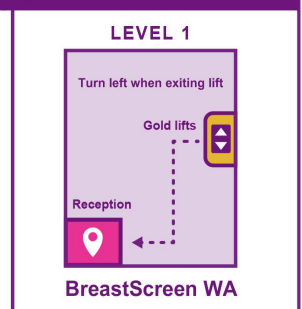 LEVEL 1
Turn left when exiting lift
Gold lifts
Reception
BreastScreen WA